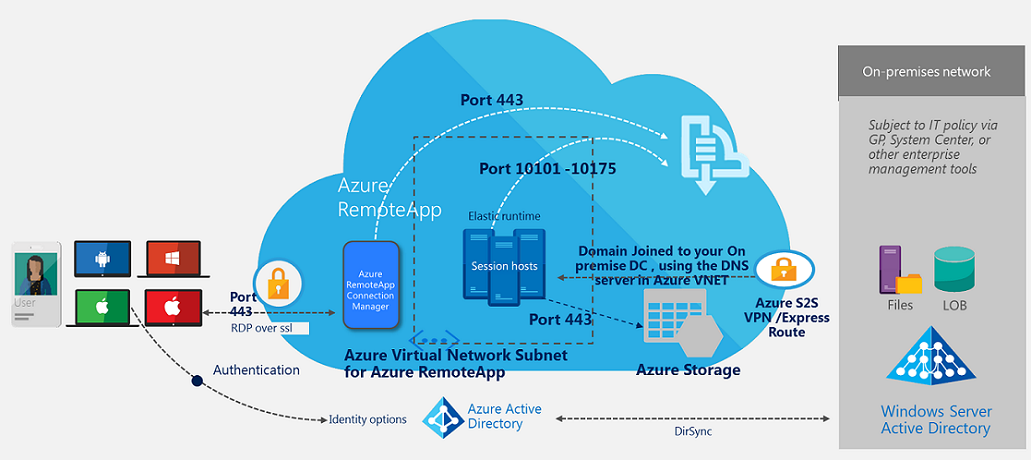 On-premises network
Subject to IT policy via
GP, System Center, or
other enterprise
management tools
Port 443
Port 10101 -10175
Azure
RemoteApp
Elastic runtime
Session hosts
Azure
RemoteApp
Connection
Manager
Domain Joined to your On
premise DC , using the DNS
server in Azure VNET
User
Port
443
RDP over ssl
Port 443
Azure S2S
VPN /Express
Route
Files
LOB
Azure Virtual Network Subnet
for Azure RemoteApp
Azure Storage
Authentication
Identity options
Azure Active
Directory
DirSync
Windows Server
Active Directory